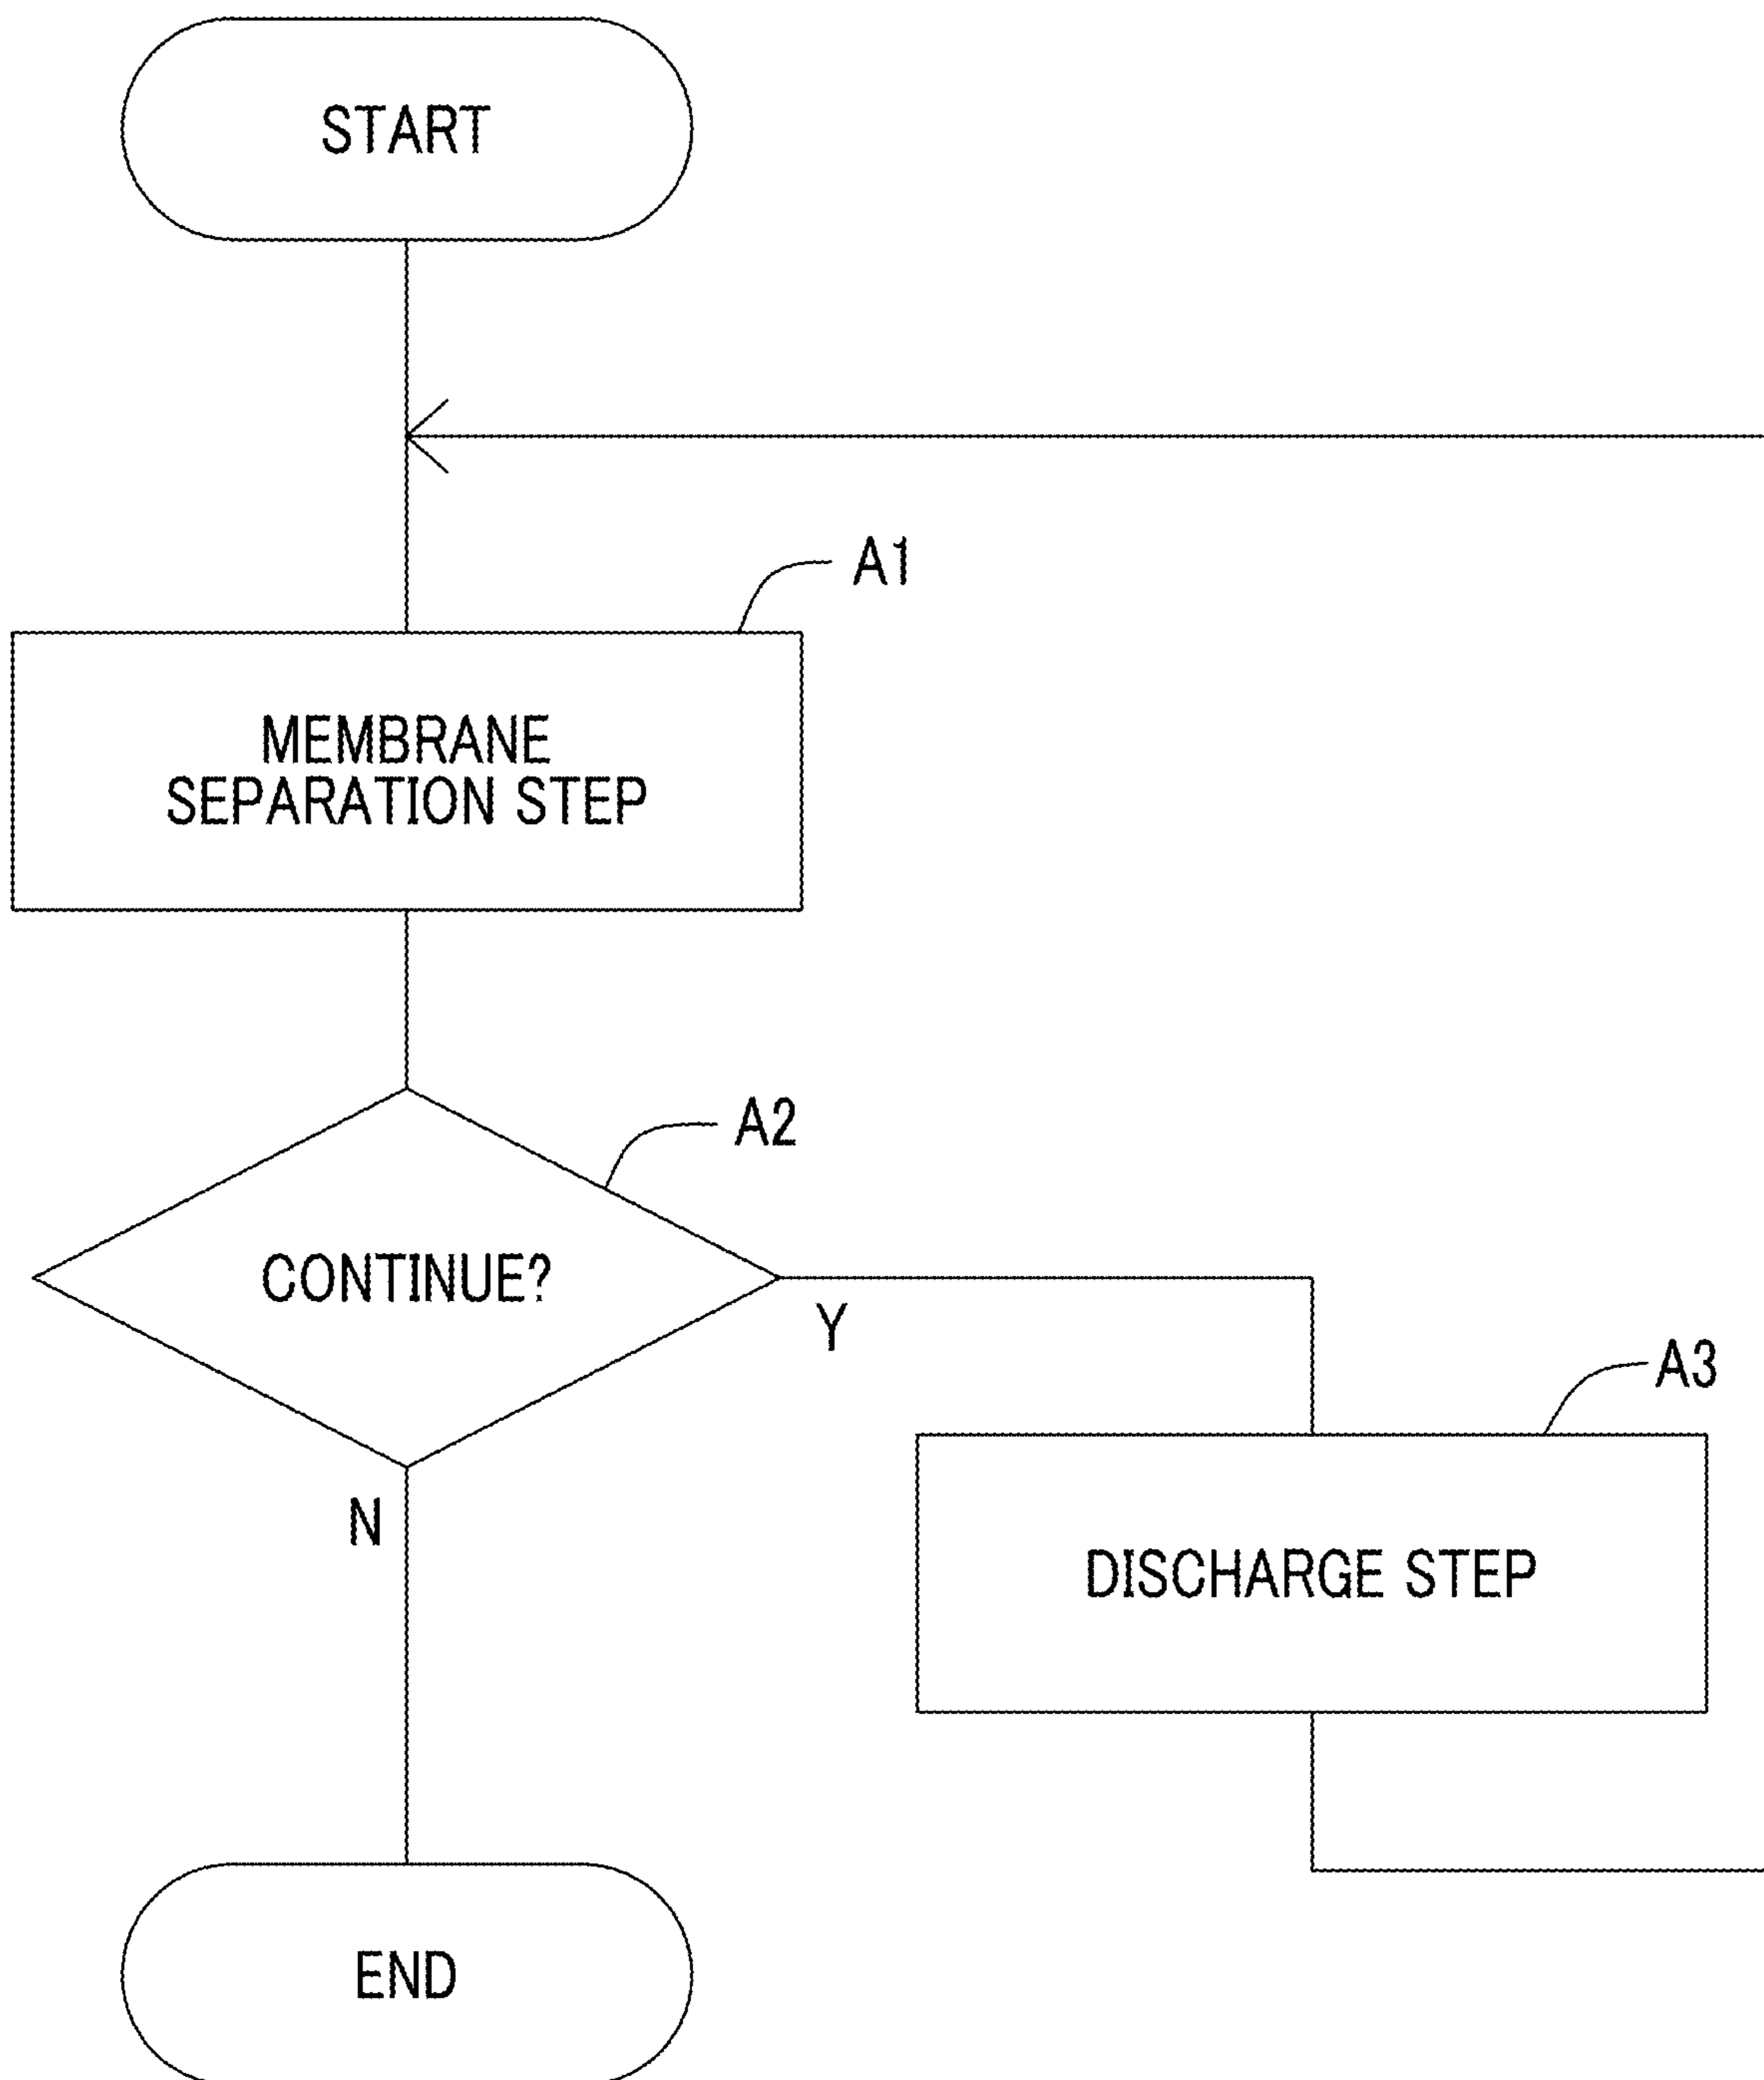 START
A1
MEMBRANE
SEPARATION STEP
A2
CONTINUE?
Y
A3
N
DISCHARGE STEP
END